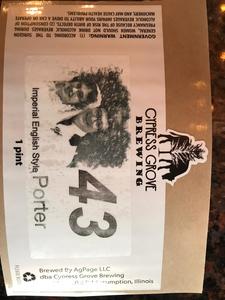 GOVERNMENT WARNING: (1) ACCORDING TO THE SURGEON
GENERAL, WOMEN SHOULD NOT DRINK ALCOHOLIC BEVERAGES DURING
PREGNANCY BECAUSE OF THE RISK OF BIRTH DEFECTS. (2) CONSUMPTION OF
ALCOHOLIC BEVERAGES IMPAIRS YOUR ABILITY TO DRIVE A CAR OR OPERATE
MACHINERY, AND MAY CAUSE HEALTH PROBLEMS.
CYPRESS GROVE
BREWING
43
Imperial English Style Porter
1 pint
Brewed by AgPage LLC
dba Cypress Grove Brewing
Illinois